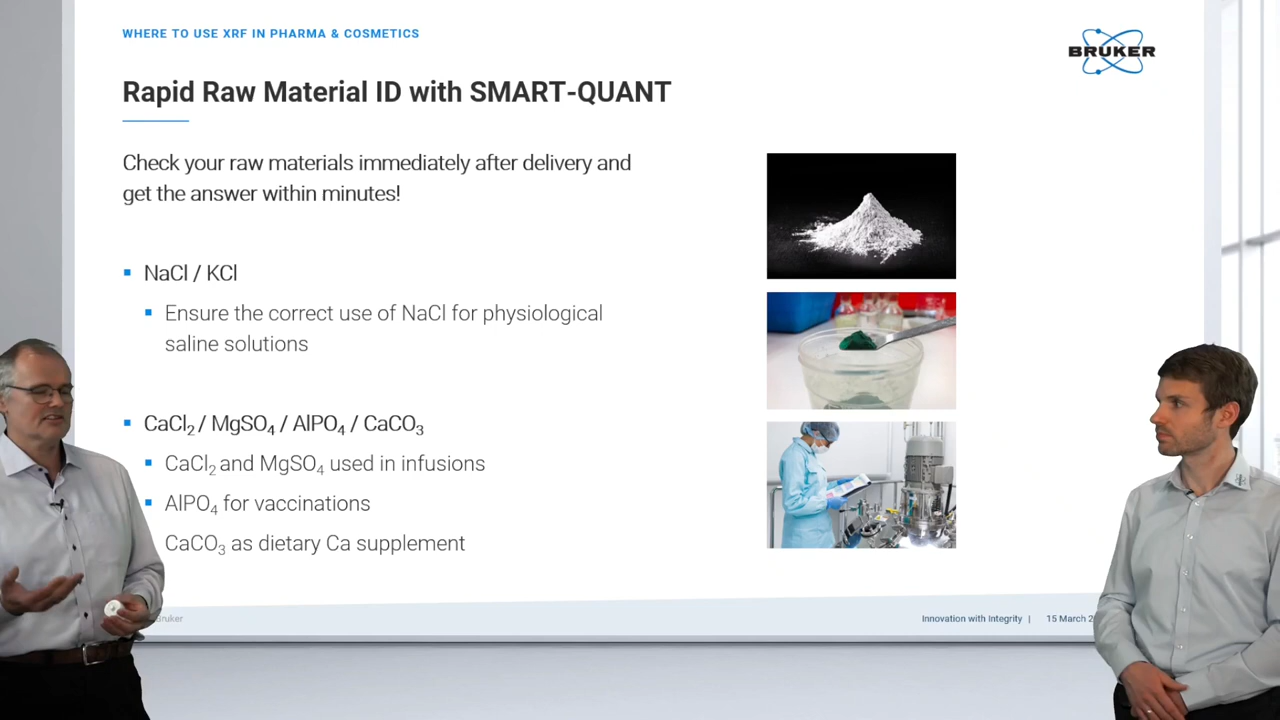 WHERE TO USE XRF IN PHARMA & COSMETICS
BRUKER
Rapid Raw Material ID with SMART-QUANT
Check your raw materials immediately after delivery and
get the answer within minutes!
NaCl / KCl
Ensure the correct use of NaCl for physiological
saline solutions
CaCl₂ / MgSO₄ / AlPO₄ / CaCO₃
CaCl₂ and MgSO₄ used in infusions
AlPO₄ for vaccinations
CaCO₃ as dietary Ca supplement
Bruker
Innovation with Integrity | 15 March 2